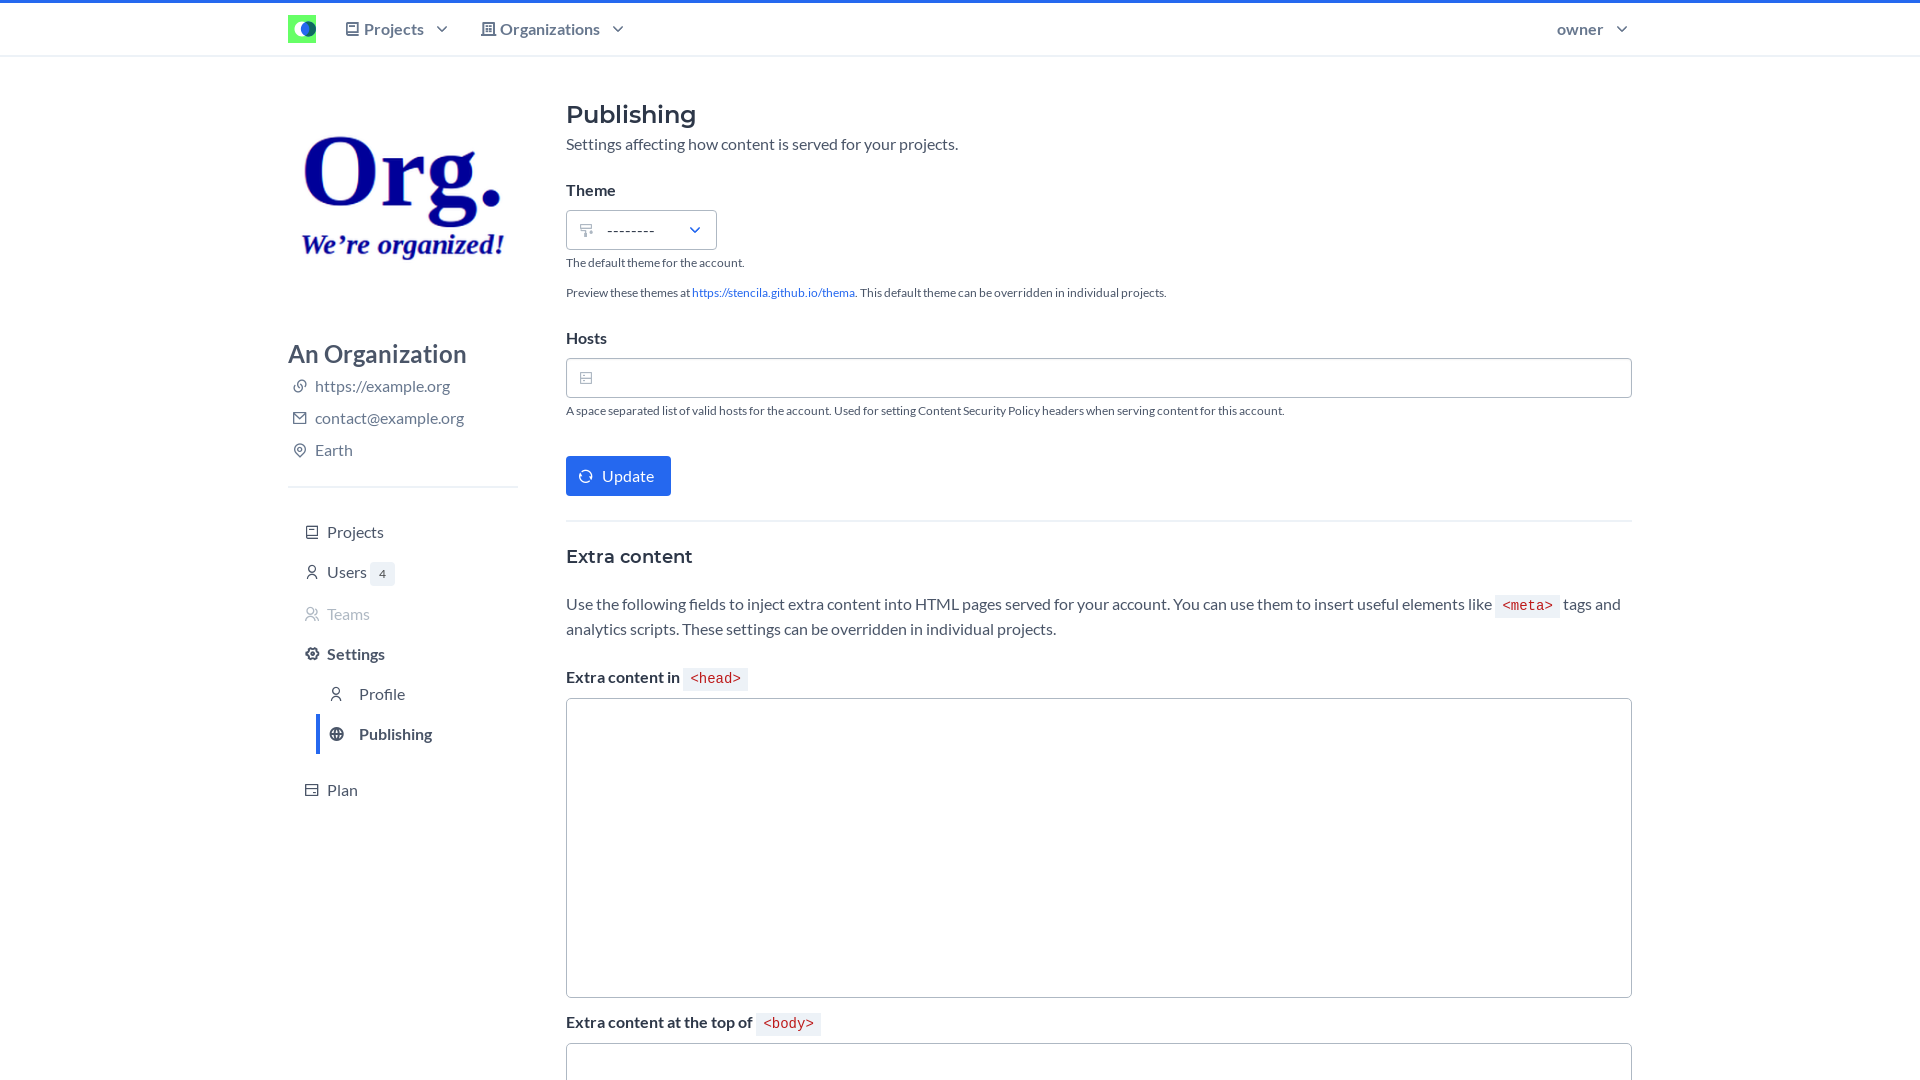 Projects
Organizations
owner
Org.
We're organized!
An Organization
https://example.org
contact@example.org
Earth
Projects
Users 4
Teams
Settings
Profile
Publishing
Plan
Publishing
Settings affecting how content is served for your projects.
Theme
--------
The default theme for the account.
Preview these themes at https://stencila.github.io/thema. This default theme can be overridden in individual projects.
Hosts
A space separated list of valid hosts for the account. Used for setting Content Security Policy headers when serving content for this account.
Update
Extra content
Use the following fields to inject extra content into HTML pages served for your account. You can use them to insert useful elements like <meta> tags and
analytics scripts. These settings can be overridden in individual projects.
Extra content in <head>
Extra content at the top of <body>